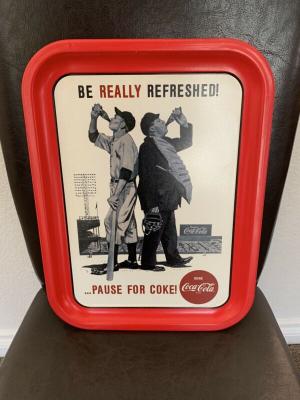 BE REALLY REFRESHED!
Coca-Cola
...PAUSE FOR COKE!
DRINK
Coca-Cola